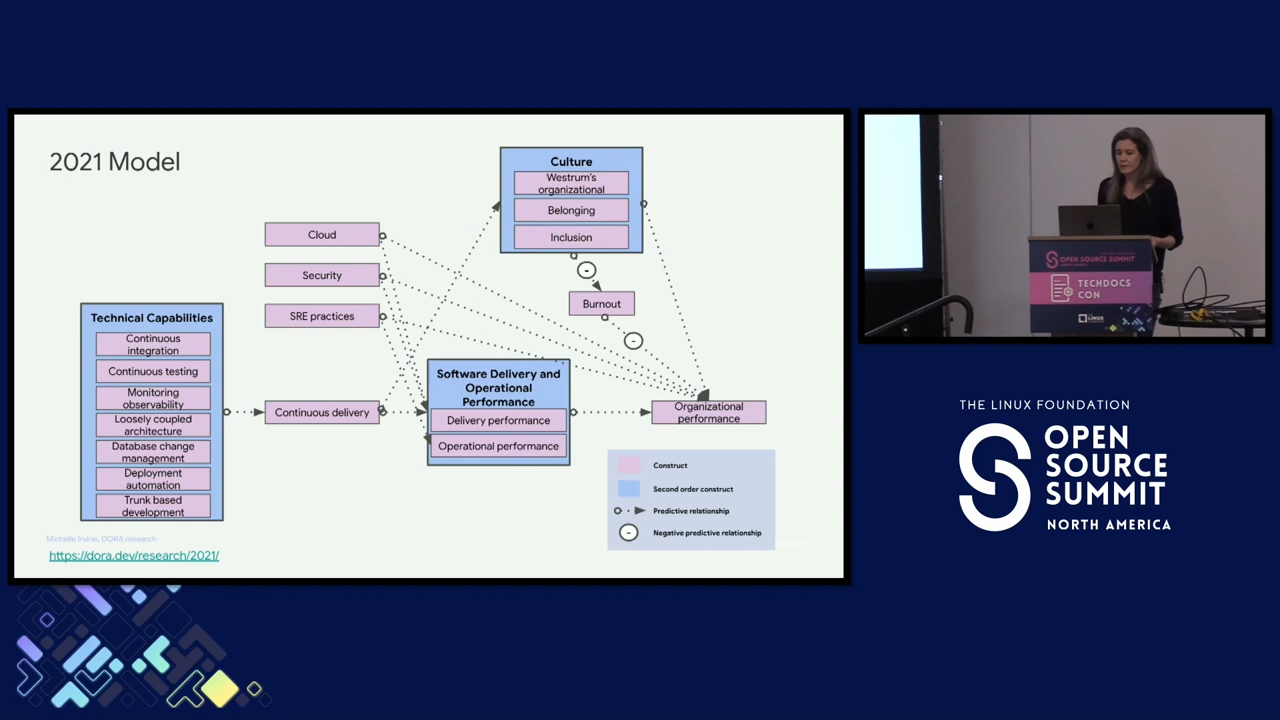 2021 Model
Culture
Westrum's
organizational
Belonging
Inclusion
Cloud
Security
SRE practices
-
Burnout
-
Technical Capabilities
Continuous
integration
Continuous testing
Monitoring
observability
Loosely coupled
architecture
Database change
management
Deployment
automation
Trunk based
development
Continuous delivery
Software Delivery and
Operational
Performance
Delivery performance
Operational performance
Organizational
performance
Construct
Second order construct
Predictive relationship
-
Negative predictive relationship
Michelle Irvine, DORA research
https://dora.dev/research/2021/
OPEN SOURCE SUMMIT
TECHDOCS
CON
LINUX
THE LINUX FOUNDATION
OPEN
SOURCE
SUMMIT
NORTH AMERICA